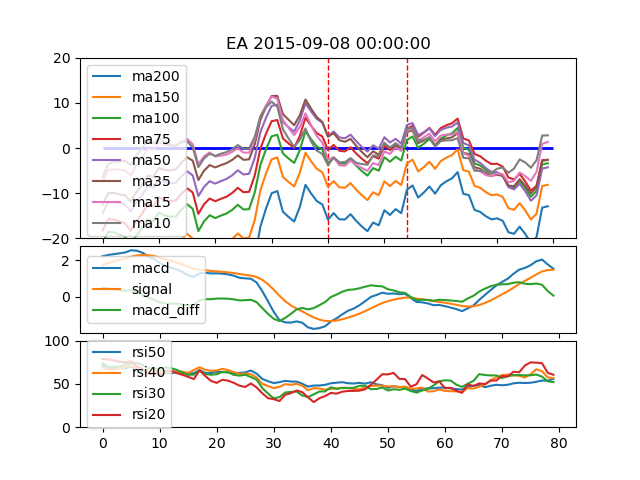 EA 2015-09-08 00:00:00
20
10
0
−10
−20
ma200
ma150
ma100
ma75
ma50
ma35
ma15
ma10
2
0
macd
signal
macd_diff
100
50
0
rsi50
rsi40
rsi30
rsi20
0 10 20 30 40 50 60 70 80